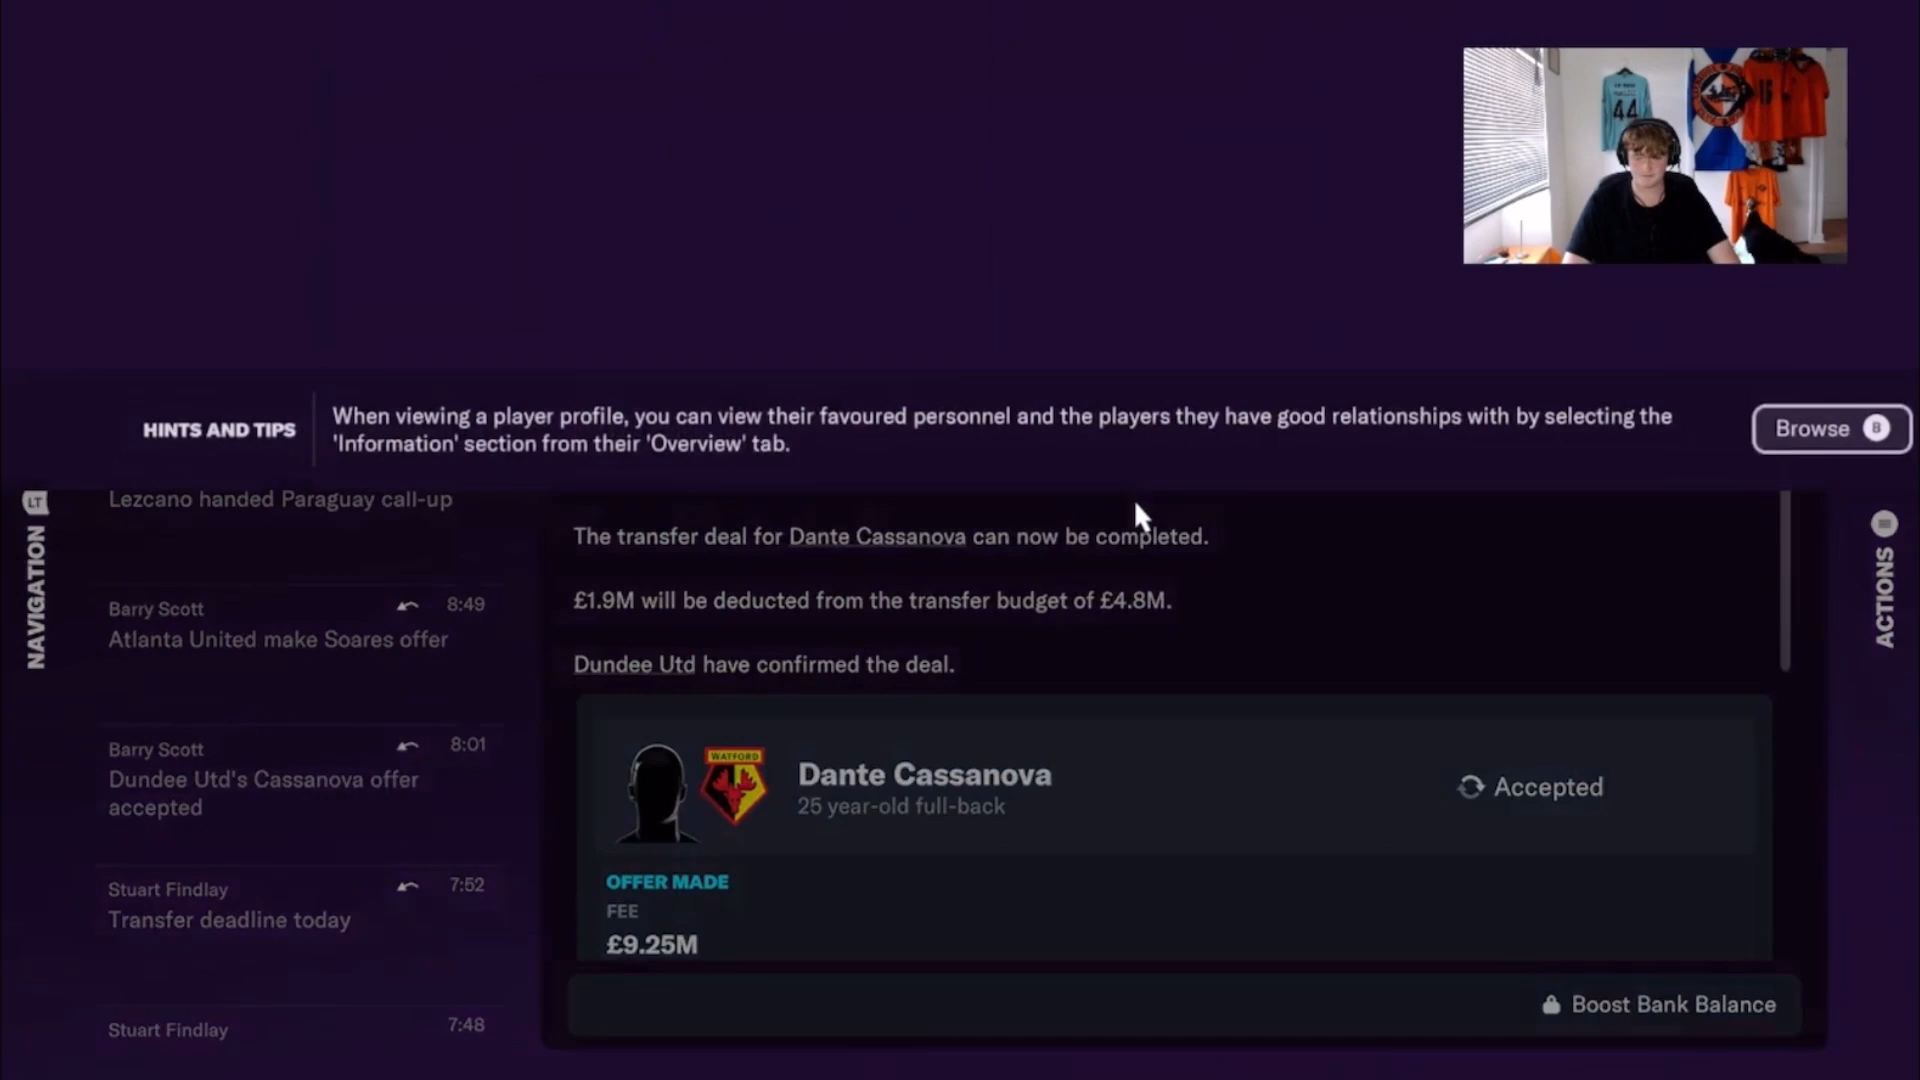 44
HINTS AND TIPS
When viewing a player profile, you can view their favoured personnel and the players they have good relationships with by selecting the
'Information' section from their 'Overview' tab.
Browse B
LT
NAVIGATION
Lezcano handed Paraguay call-up
Barry Scott 8:49
Atlanta United make Soares offer
Barry Scott 8:01
Dundee Utd's Cassanova offer
accepted
Stuart Findlay 7:52
Transfer deadline today
Stuart Findlay 7:48
The transfer deal for Dante Cassanova can now be completed.
£1.9M will be deducted from the transfer budget of £4.8M.
Dundee Utd have confirmed the deal.
WATFORD
Dante Cassanova
25 year-old full-back
Accepted
OFFER MADE
FEE
£9.25M
Boost Bank Balance
ACTIONS